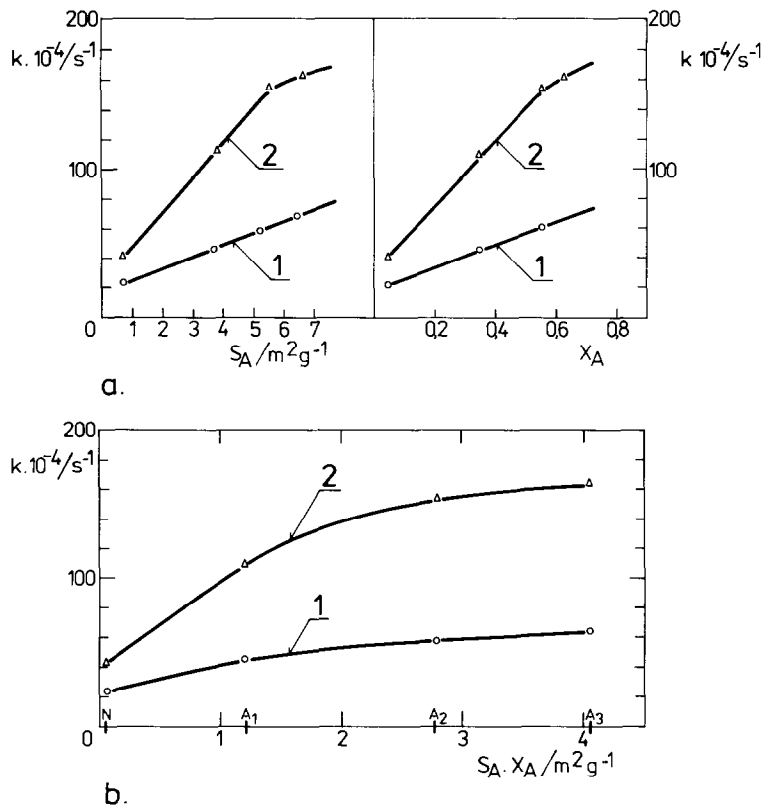 200
k.10⁻⁴/s⁻¹
100
0
2
1
1 2 3 4 5 6 7
S_A /m²g⁻¹
200
k.10⁻⁴/s⁻¹
100
2
1
0,2 0,4 0,6 0,8
X_A
a.
200
k.10⁻⁴/s⁻¹
100
0
2
1
N A₁ A₂ A₃
1 2 3 4
S_A. X_A /m²g⁻¹
b.